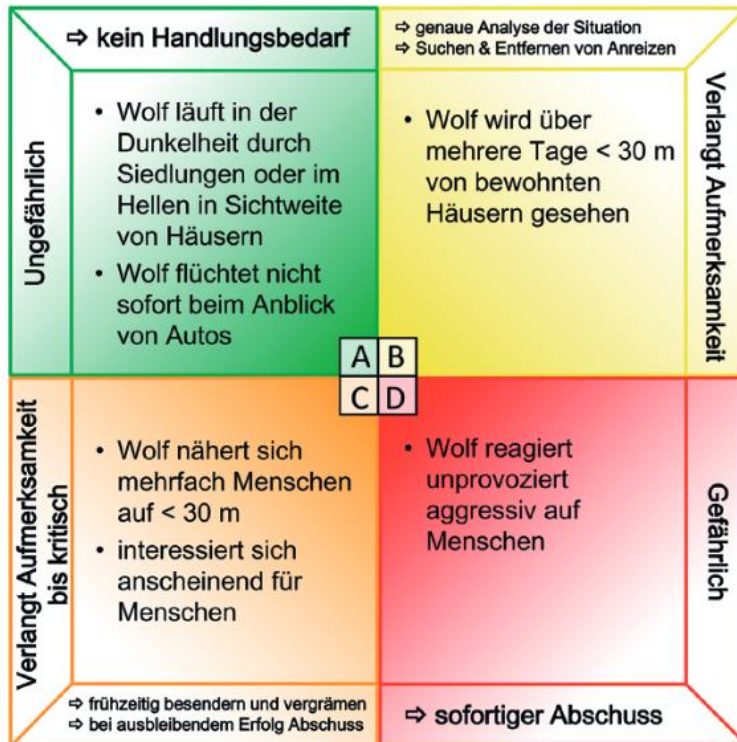 ⇨ kein Handlungsbedarf
Ungefährlich
• Wolf läuft in der
Dunkelheit durch
Siedlungen oder im
Hellen in Sichtweite
von Häusern
• Wolf flüchtet nicht
sofort beim Anblick
von Autos
⇨ genaue Analyse der Situation
⇨ Suchen & Entfernen von Anreizen
• Wolf wird über
mehrere Tage < 30 m
von bewohnten
Häusern gesehen
Verlangt Aufmerksamkeit
A B
C D
Verlangt Aufmerksamkeit
bis kritisch
• Wolf nähert sich
mehrfach Menschen
auf < 30 m
• interessiert sich
anscheinend für
Menschen
⇨ frühzeitig besendern und vergrämen
⇨ bei ausbleibendem Erfolg Abschuss
• Wolf reagiert
unprovoziert
aggressiv auf
Menschen
Gefährlich
⇨ sofortiger Abschuss